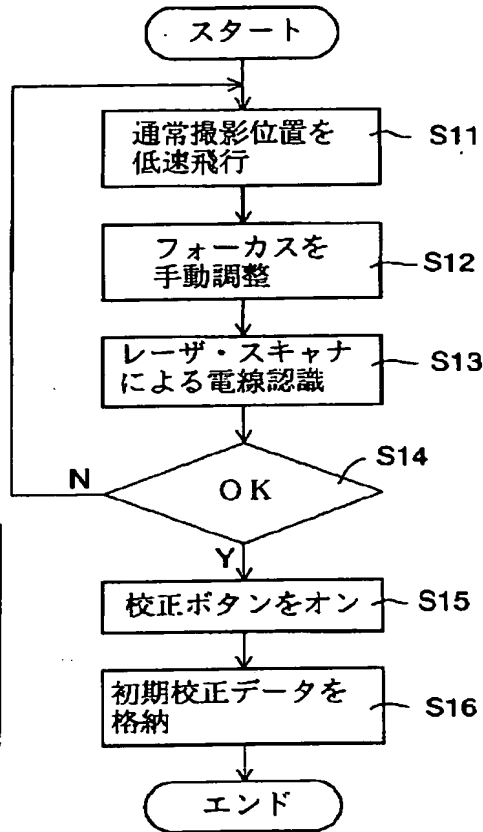 スタート
通常撮影位置を
低速飛行
S11
フォーカスを
手動調整
S12
レーザ・スキャナ
による電線認識
S13
OK
S14
N
Y
校正ボタンをオン
S15
初期校正データを
格納
S16
エンド